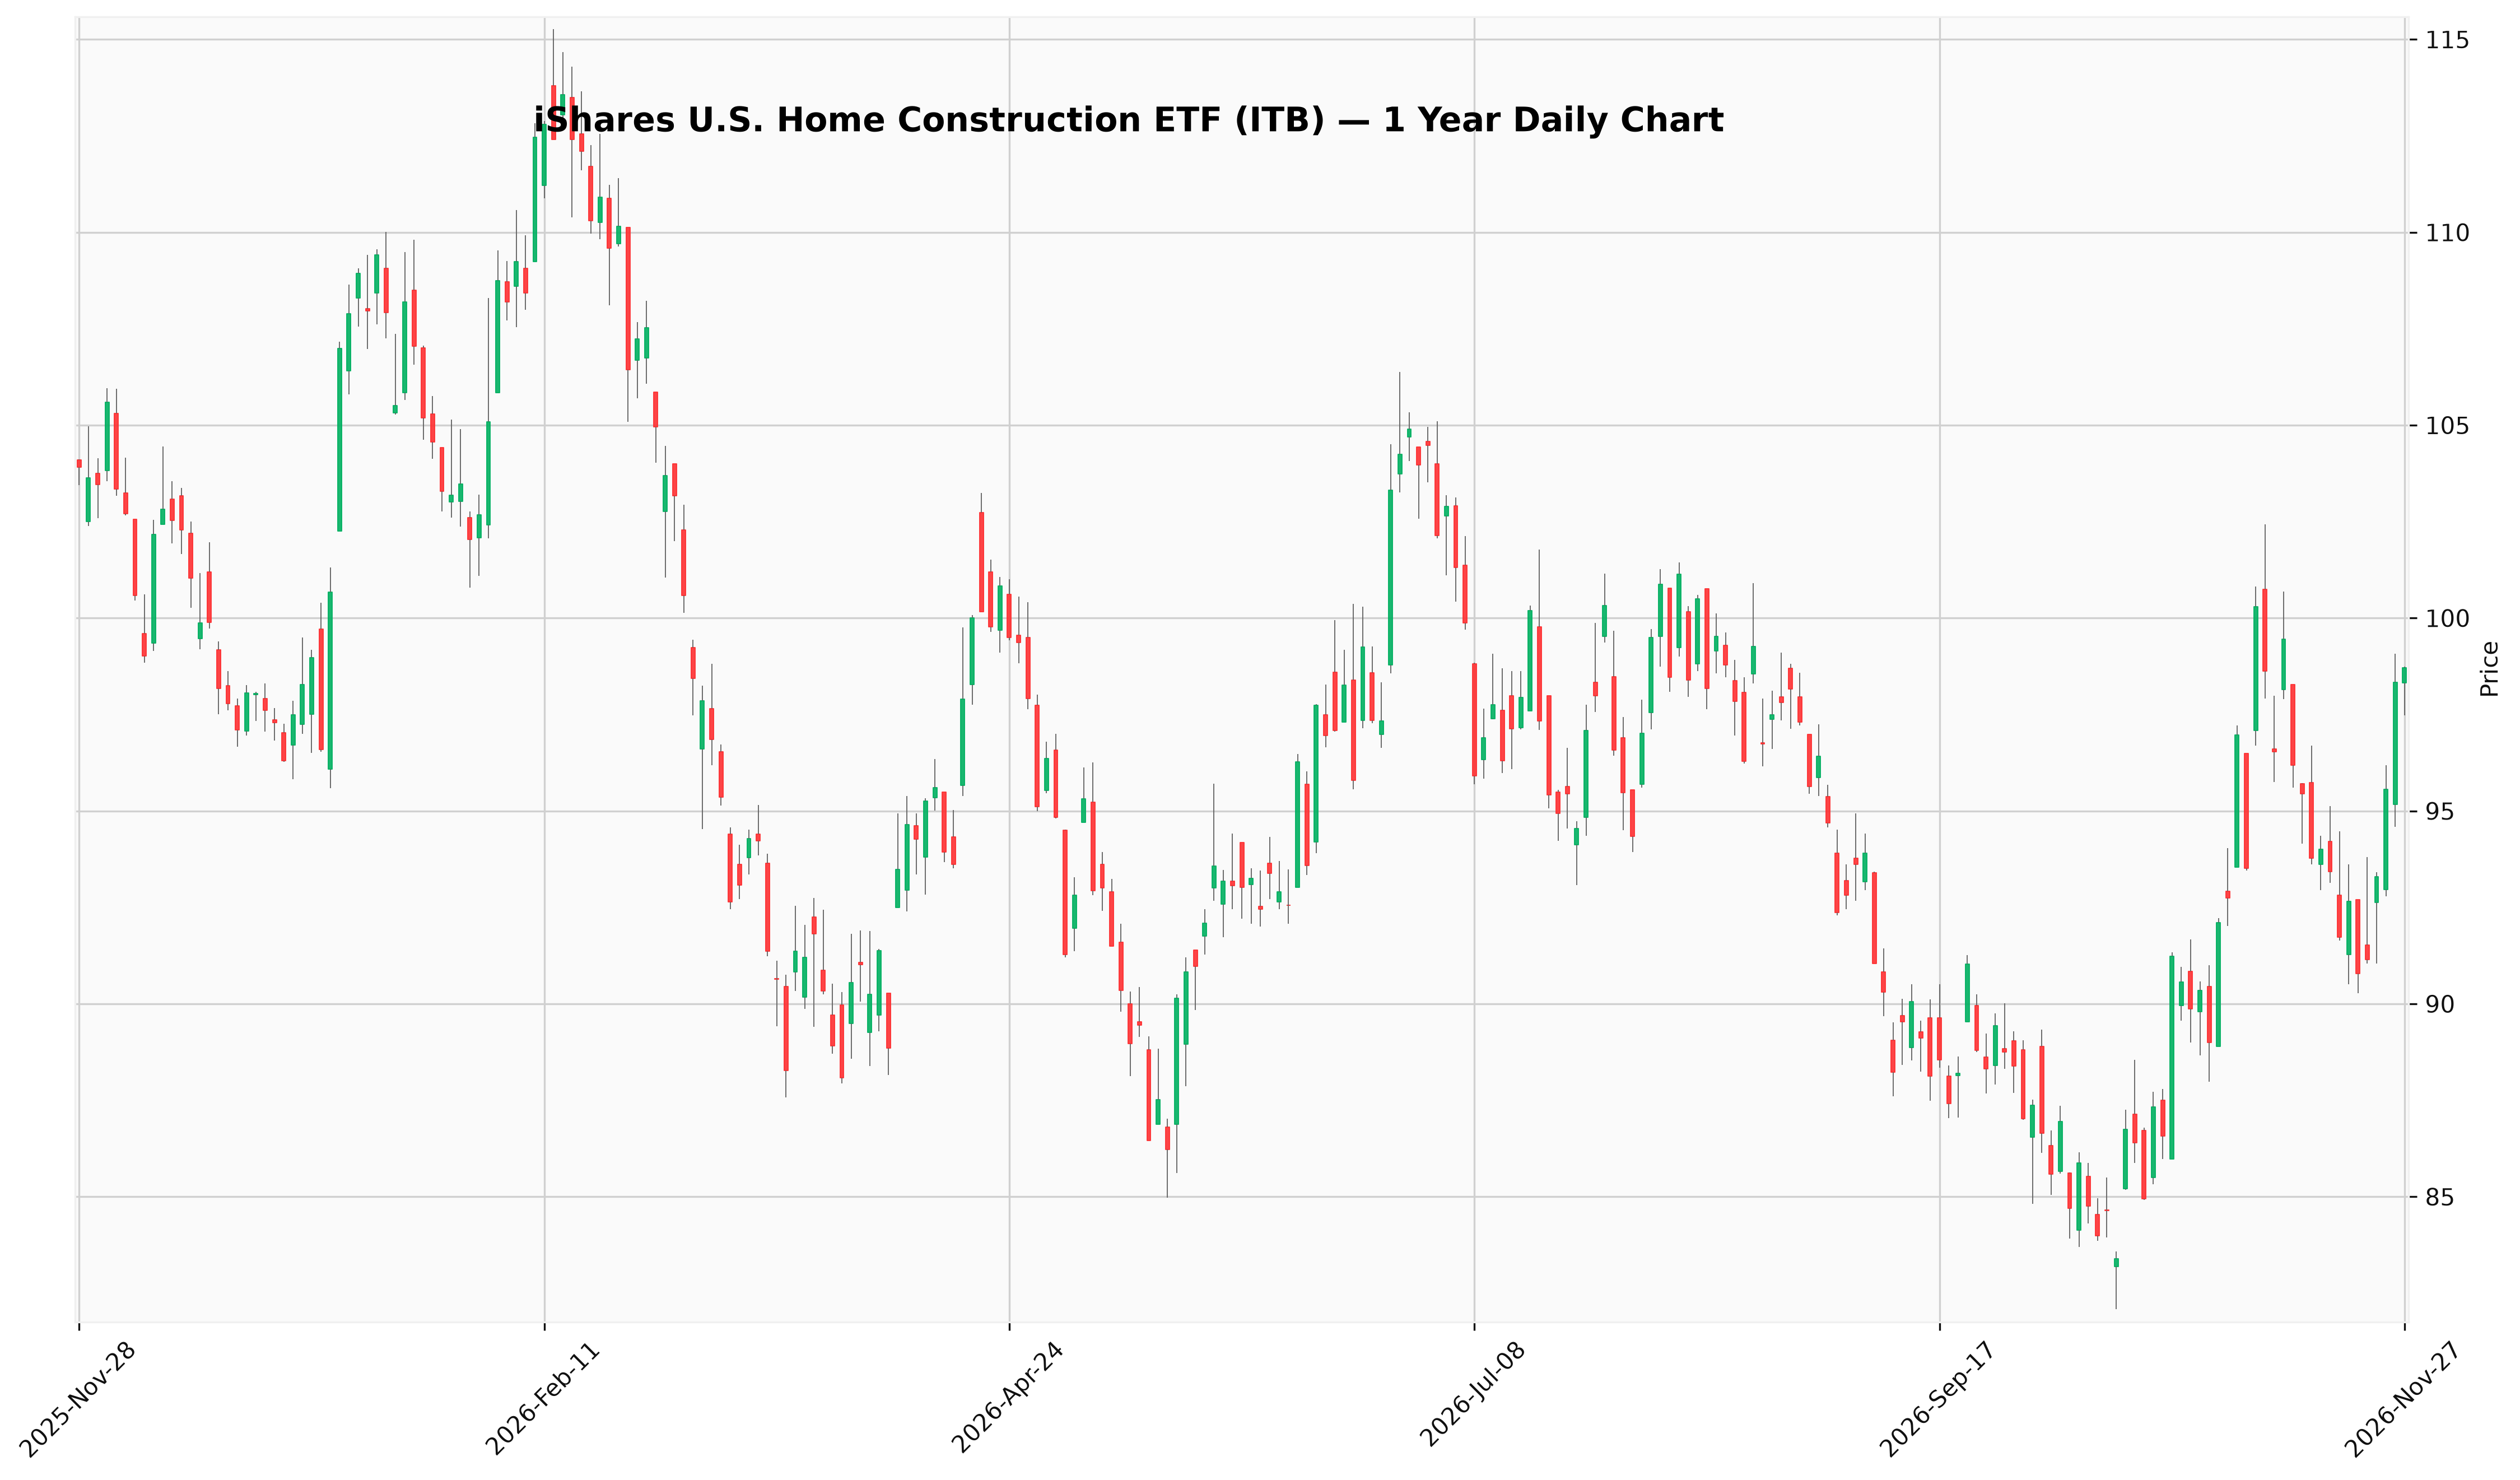 iShares U.S. Home Construction ETF (ITB) — 1 Year Daily Chart
115
110
105
100
95
90
85
Price
2025-Nov-28
2026-Feb-11
2026-Apr-24
2026-Jul-08
2026-Sep-17
2026-Nov-27